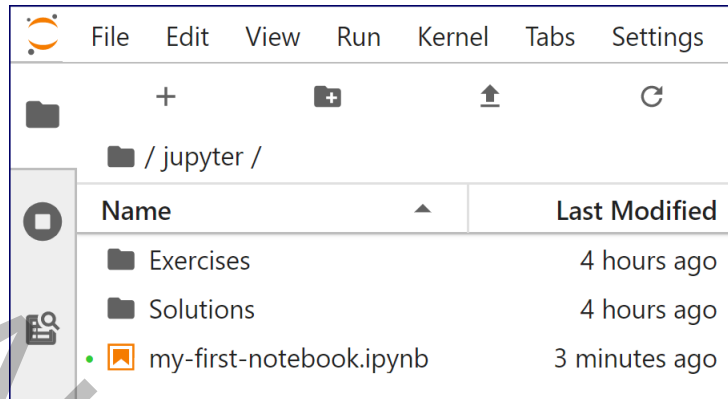 File Edit View Run Kernel Tabs Settings
/ jupyter /
Name Last Modified
Exercises 4 hours ago
Solutions 4 hours ago
my-first-notebook.ipynb 3 minutes ago